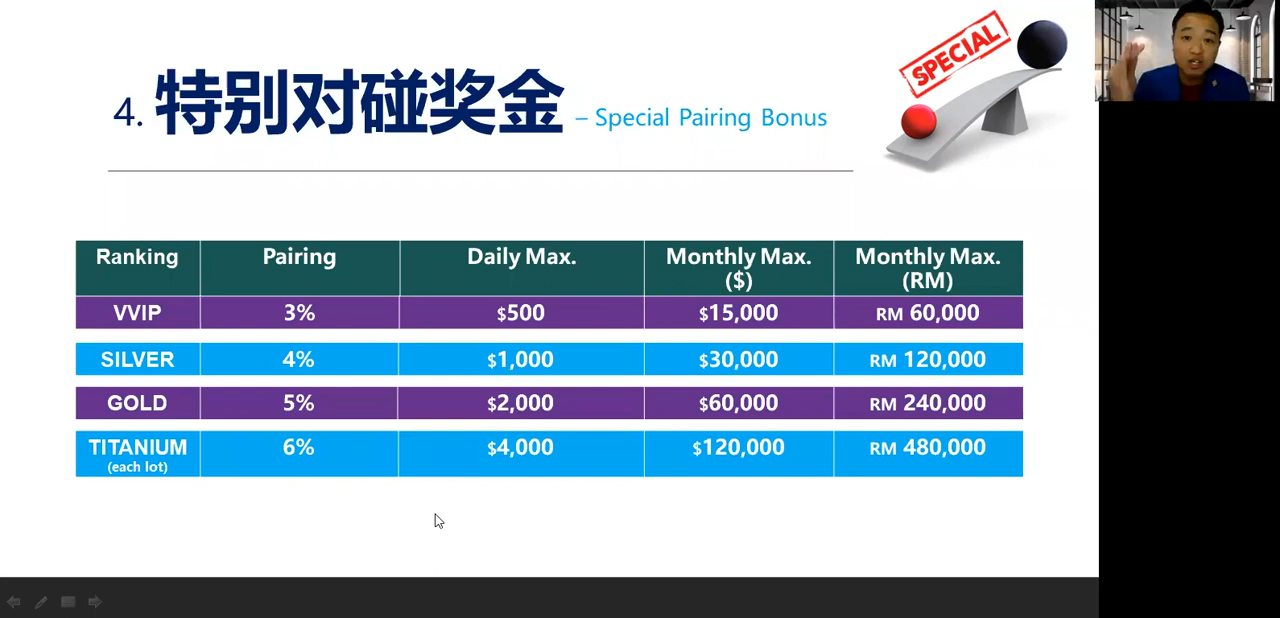 4. 特别对碰奖金 – Special Pairing Bonus
SPECIAL
Ranking Pairing Daily Max. Monthly Max. ($) Monthly Max. (RM)
VVIP 3% $500 $15,000 RM 60,000
SILVER 4% $1,000 $30,000 RM 120,000
GOLD 5% $2,000 $60,000 RM 240,000
TITANIUM (each lot) 6% $4,000 $120,000 RM 480,000